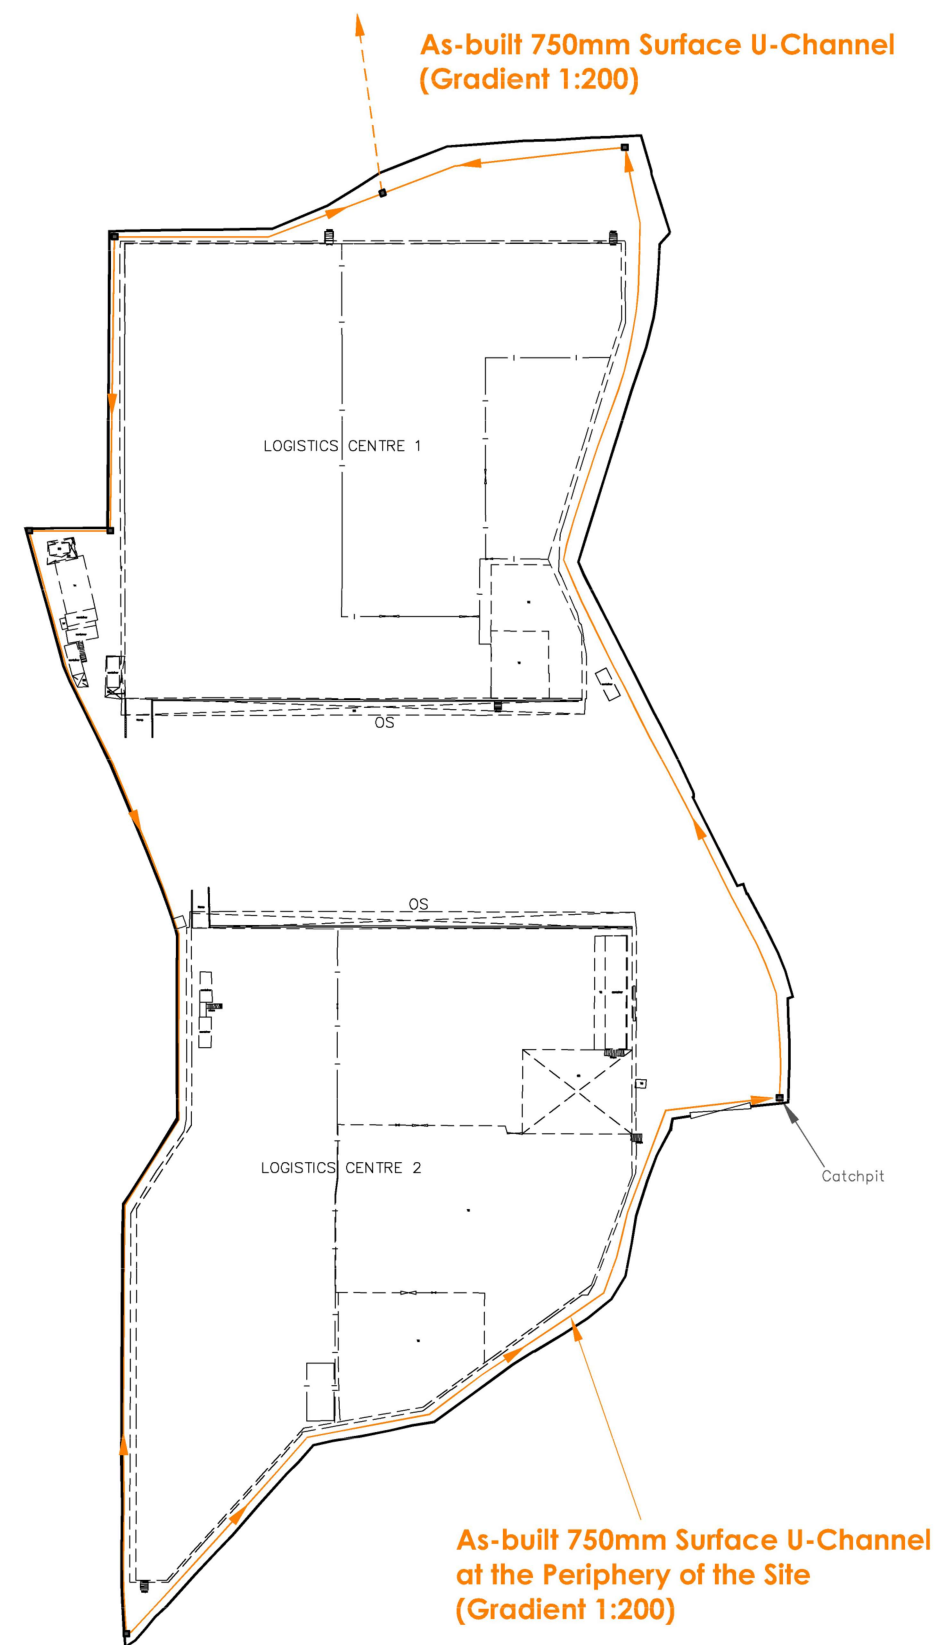 As-built 750mm Surface U-Channel
(Gradient 1:200)
LOGISTICS CENTRE 1
OS
OS
LOGISTICS CENTRE 2
Catchpit
As-built 750mm Surface U-Channel
at the Periphery of the Site
(Gradient 1:200)